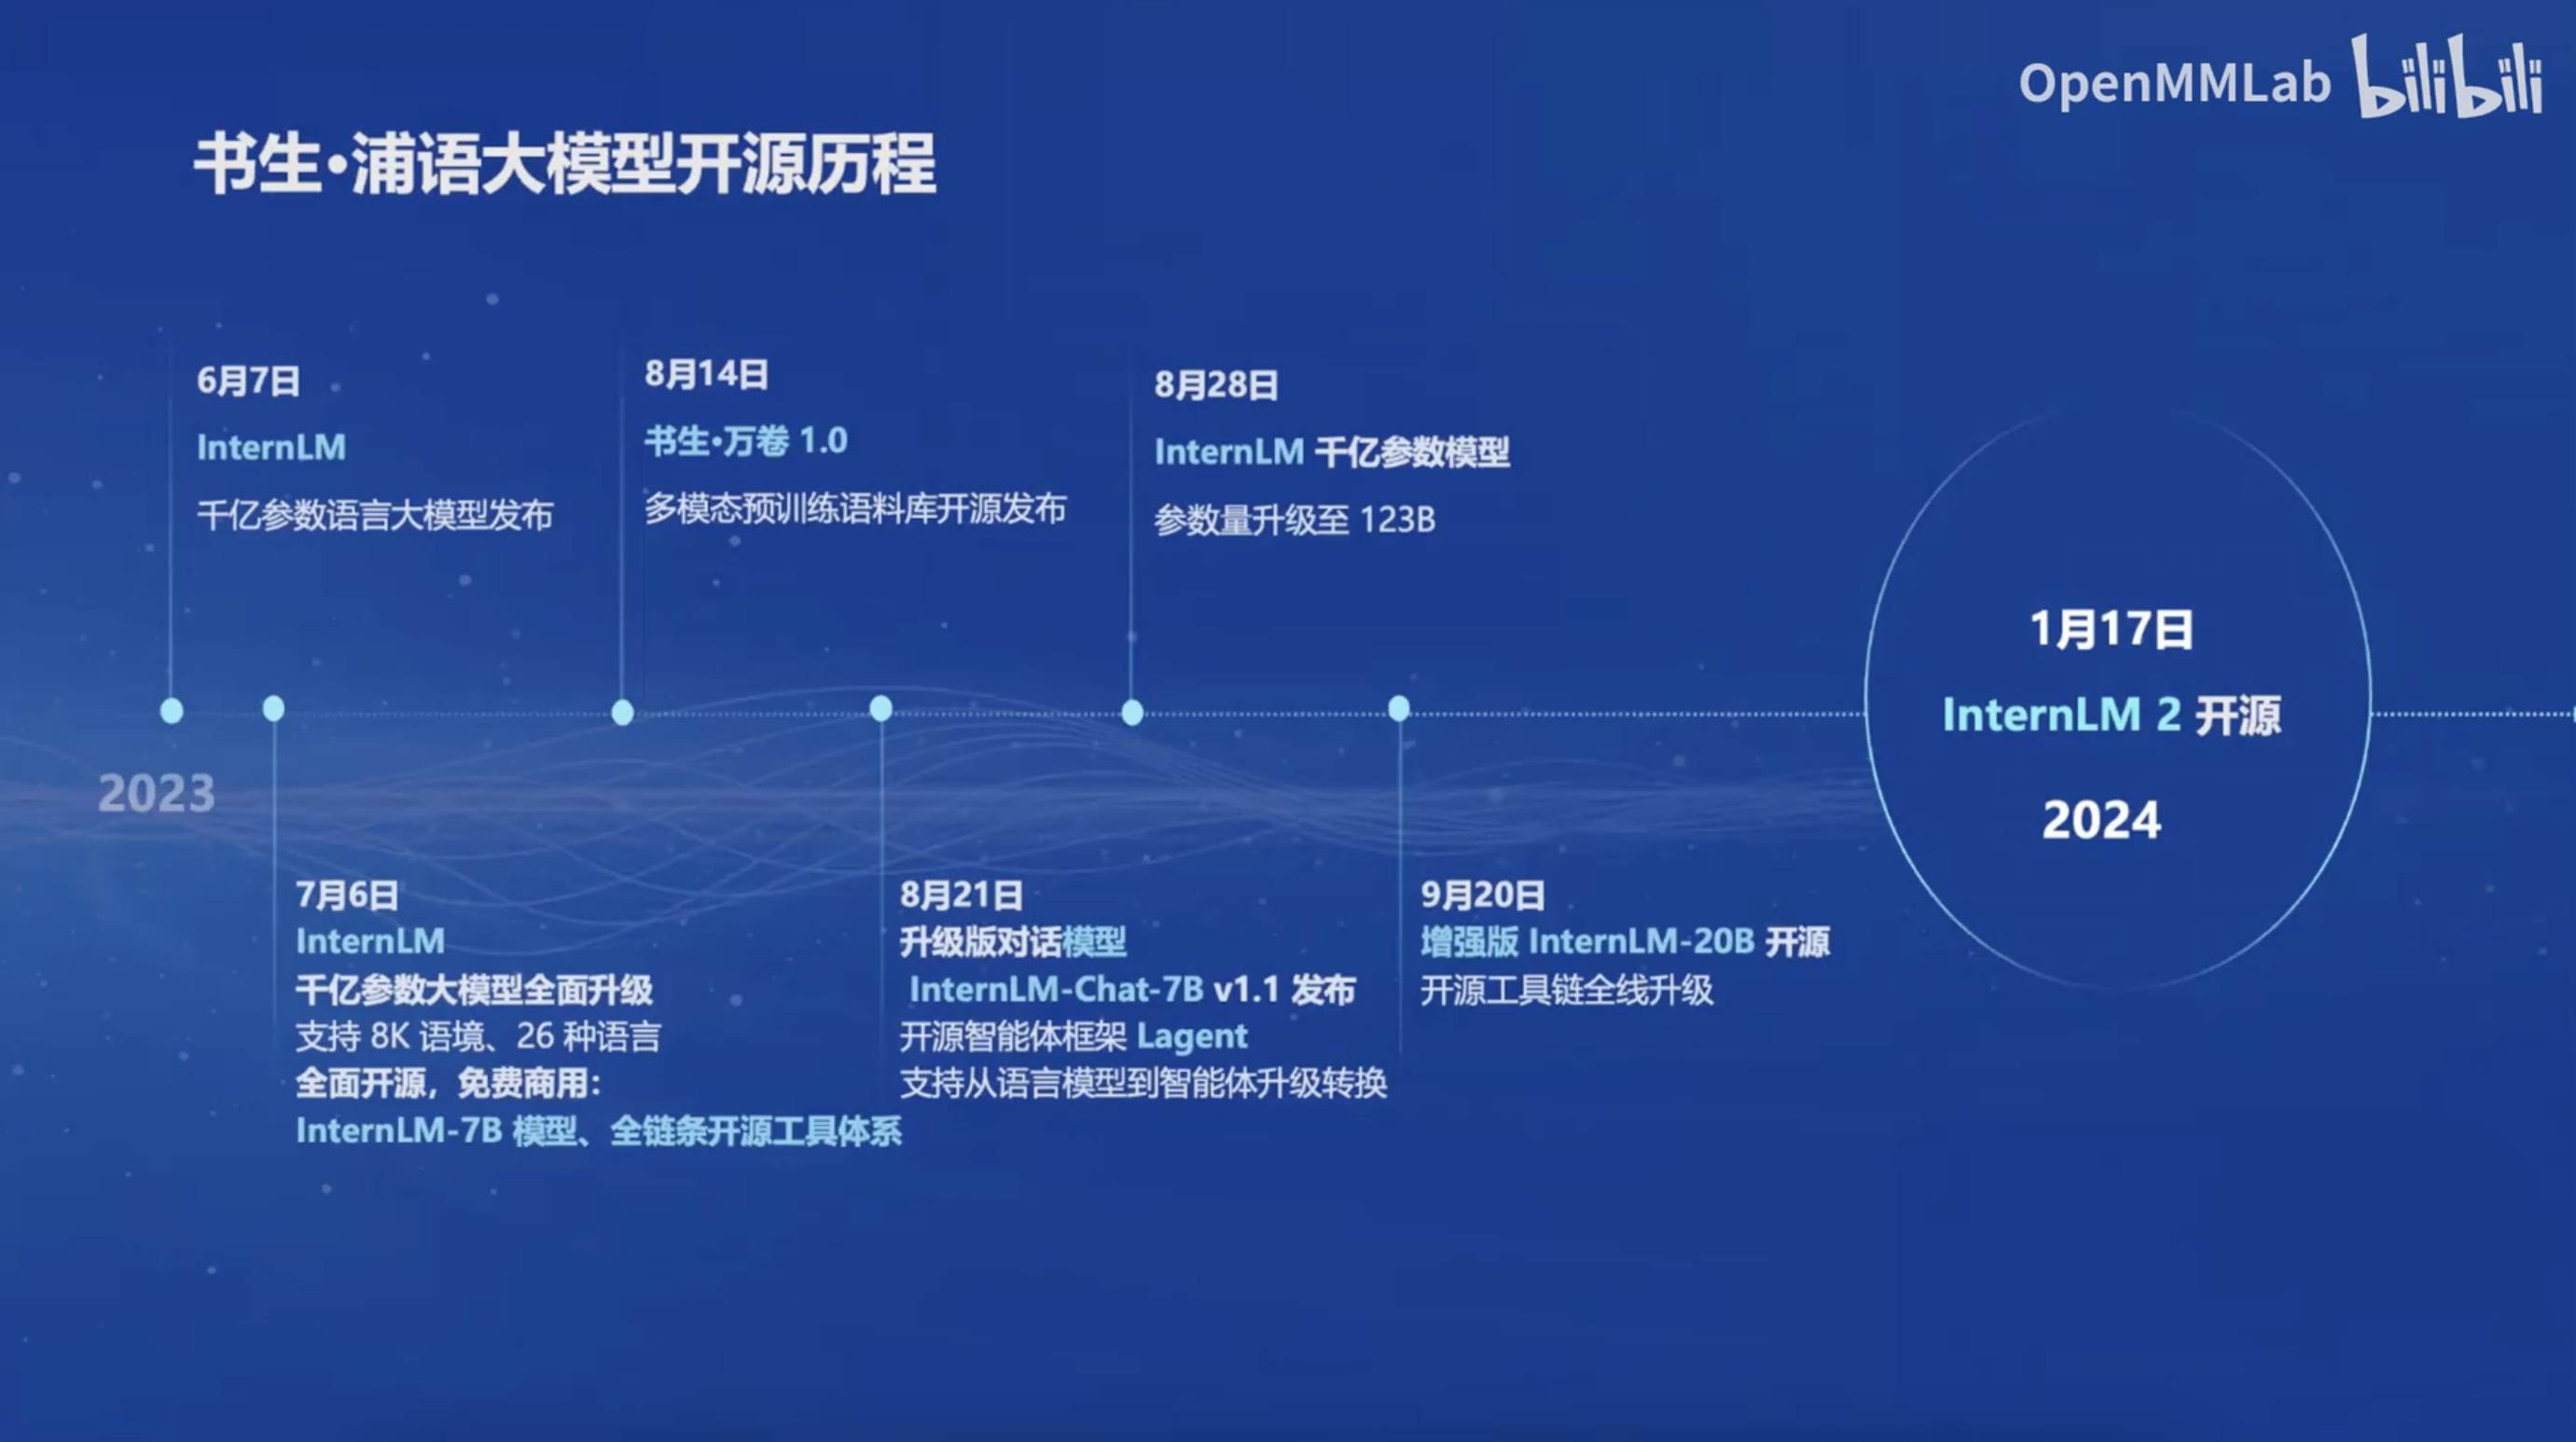 OpenMMLab bilibili
书生•浦语大模型开源历程
6月7日
InternLM
千亿参数语言大模型发布
8月14日
书生•万卷 1.0
多模态预训练语料库开源发布
8月28日
InternLM 千亿参数模型
参数量升级至 123B
2023
7月6日
InternLM
千亿参数大模型全面升级
支持 8K 语境、26 种语言
全面开源，免费商用：
InternLM-7B 模型、全链条开源工具体系
8月21日
升级版对话模型
InternLM-Chat-7B v1.1 发布
开源智能体框架 Lagent
支持从语言模型到智能体升级转换
9月20日
增强版 InternLM-20B 开源
开源工具链全线升级
1月17日
InternLM 2 开源
2024